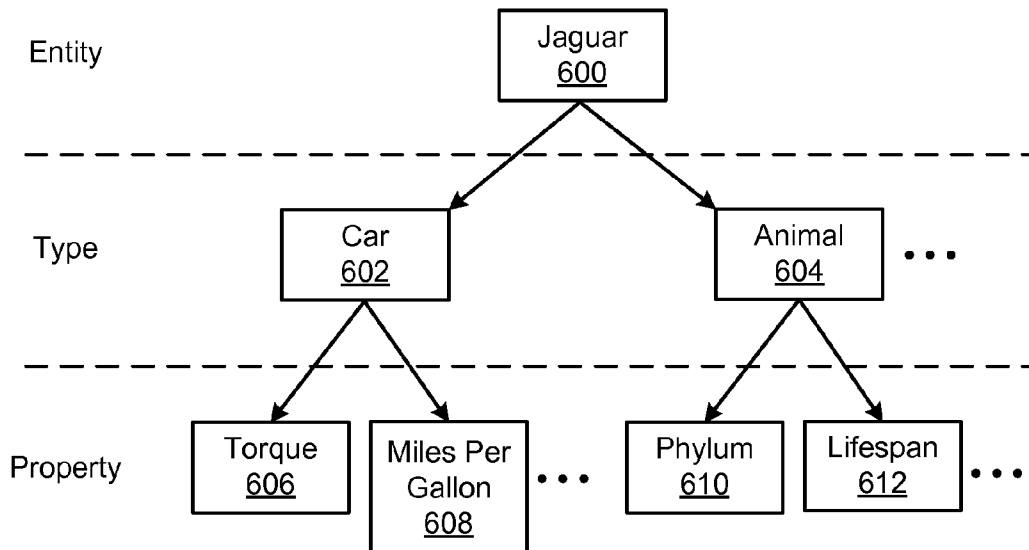 Entity
Jaguar
600
Type
Car
602
Animal
604
Property
Torque
606
Miles Per
Gallon
608
Phylum
610
Lifespan
612